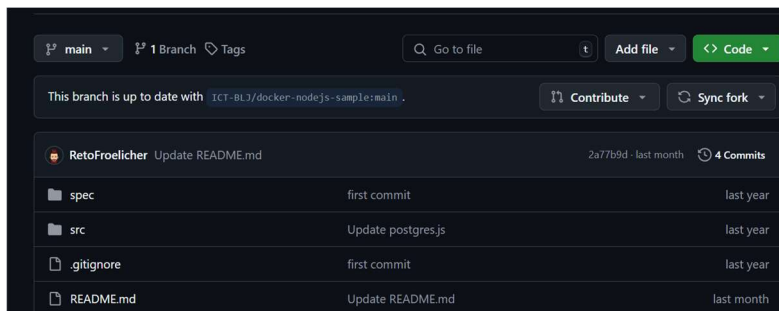 main 1 Branch Tags Go to file t Add file <> Code
This branch is up to date with ICT-BLJ/docker-nodejs-sample:main . Contribute Sync fork
RetoFroelicher Update README.md 2a77b9d · last month 4 Commits
spec first commit last year
src Update postgres.js last year
.gitignore first commit last year
README.md Update README.md last month